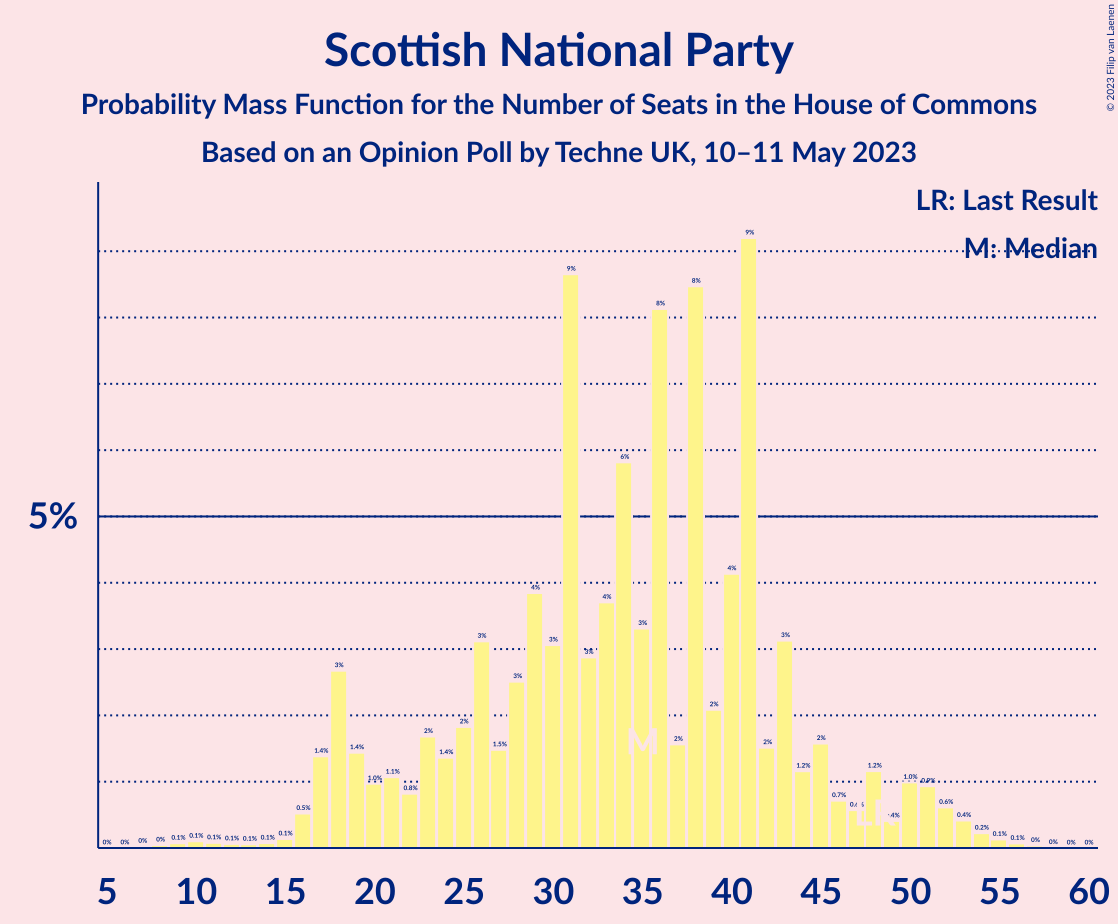 Scottish National Party
Probability Mass Function for the Number of Seats in the House of Commons
Based on an Opinion Poll by Techne UK, 10–11 May 2023
© 2023 Filip van Laenen
LR: Last Result
M: Median
5%
0% 0% 0% 0% 0.1% 0.1% 0.1% 0.1% 0.1% 0.1% 0.1% 0.5% 1.4% 3% 1.4% 1.0% 1.1% 0.8% 2% 1.4% 2% 3% 1.5% 3% 4% 3% 9% 3% 4% 6% 3% 8% 2% 8% 2% 4% 9% 2% 3% 1.2% 2% 0.7% 1.2% 1.0% 0.9% 0.6% 0.4% 0.2% 0.1% 0.1% 0% 0% 0% 0%
M
5 10 15 20 25 30 35 40 45 50 55 60